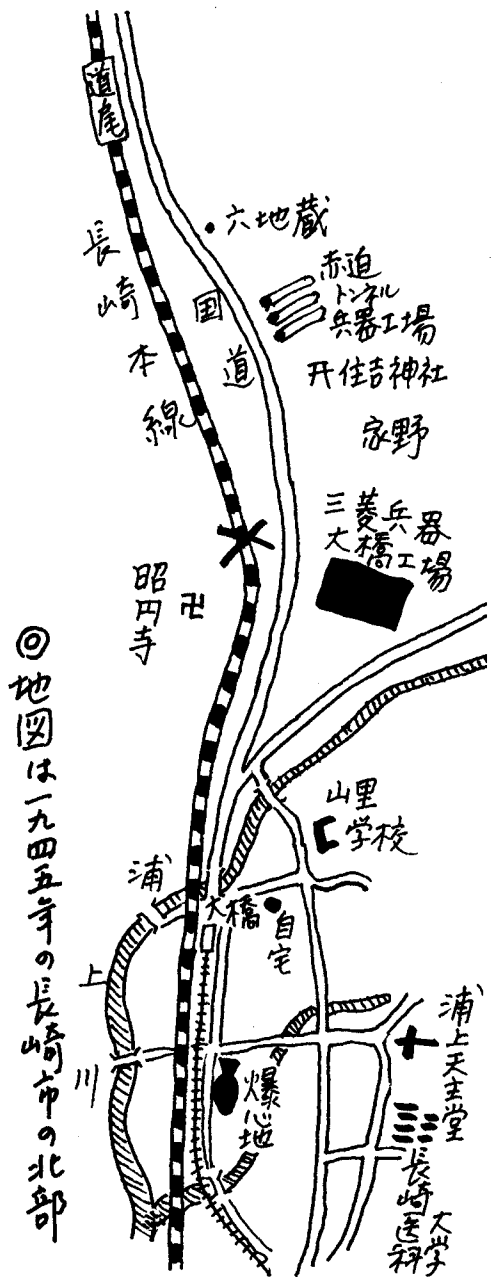 道尾
長崎本線
国道
六地蔵
赤迫
トンネル
兵器工場
住吉神社
家野
三菱兵器
大橋工場
昭円寺
卍
山里
学校
浦上川
大橋
自宅
爆心地
浦上天主堂
長崎医科
大学
◎地図は一九四五年の長崎市の北部